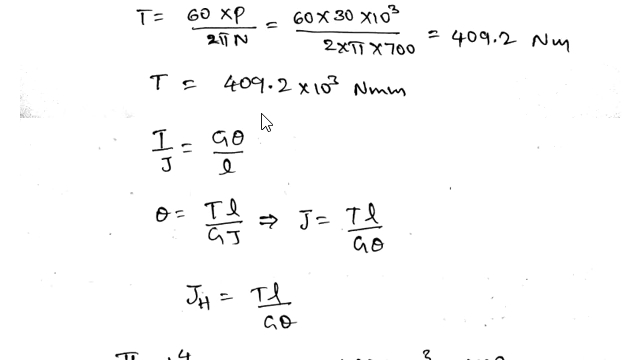 T = 60 × P / 2πN = 60 × 30 × 10³ / 2 × π × 700 = 409.2 Nm
T = 409.2 × 10³ Nmm
T/J = Gθ/l
θ = Tl/GJ ⇒ J = Tl/Gθ
J_H = Tl/Gθ